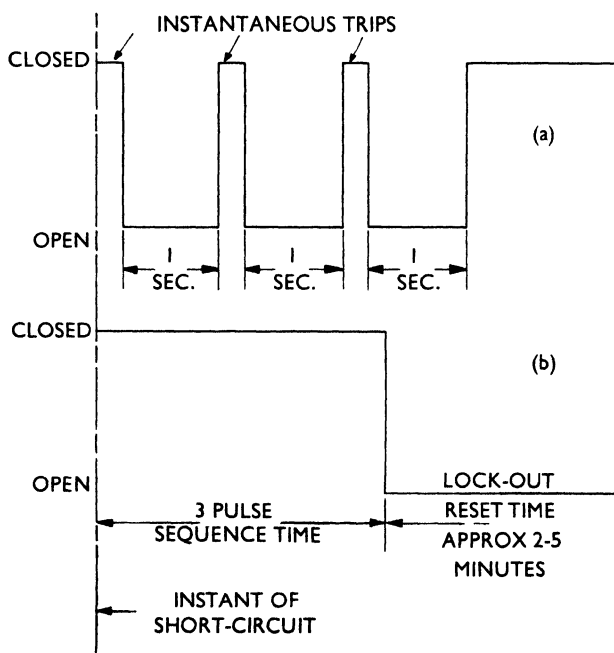 INSTANTANEOUS TRIPS
CLOSED
(a)
OPEN
1
SEC.
1
SEC.
1
SEC.
CLOSED
(b)
OPEN
LOCK-OUT
RESET TIME
APPROX 2-5
MINUTES
3 PULSE
SEQUENCE TIME
INSTANT OF
SHORT-CIRCUIT